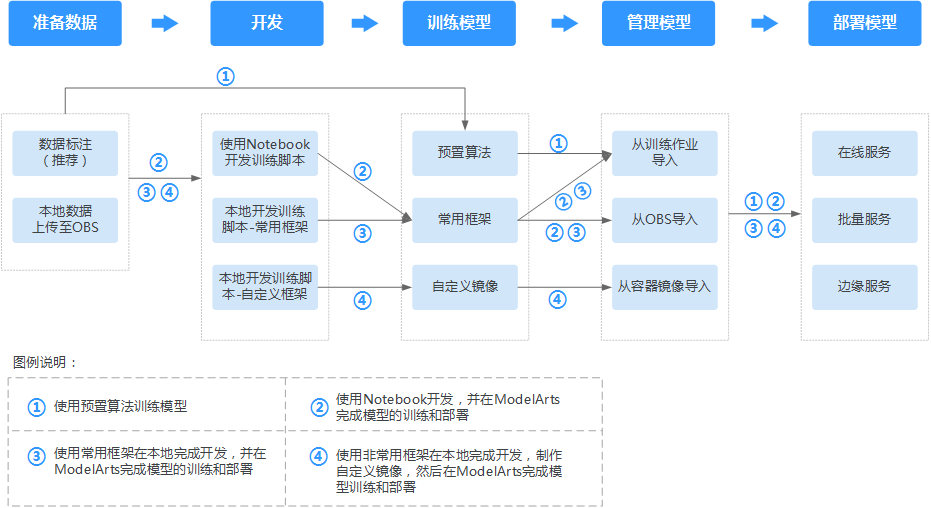 准备数据
开发
训练模型
管理模型
部署模型
①
数据标注
（推荐）
本地数据
上传至OBS
②
③ ④
使用Notebook
开发训练脚本
本地开发训练
脚本-常用框架
本地开发训练脚
本-自定义框架
②
③
④
预置算法
常用框架
自定义镜像
①
② ③
② ③
④
从训练作业
导入
从OBS导入
从容器镜像导入
① ②
③ ④
在线服务
批量服务
边缘服务
图例说明：
① 使用预置算法训练模型
② 使用Notebook开发，并在ModelArts
完成模型的训练和部署
③ 使用常用框架在本地完成开发，并在
ModelArts完成模型的训练和部署
④ 使用非常用框架在本地完成开发，制作
自定义镜像，然后在ModelArts完成模
型训练和部署